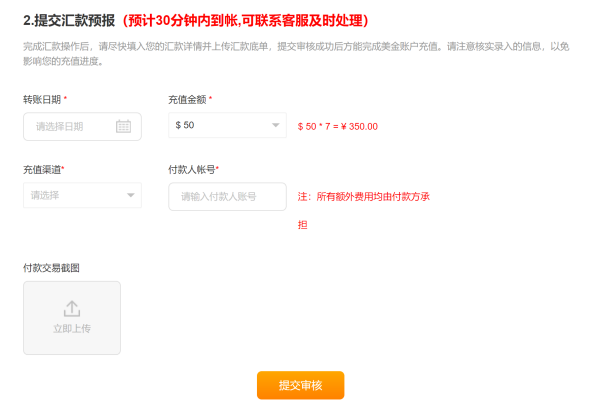 2.提交汇款预报（预计30分钟内到帐,可联系客服及时处理）
完成汇款操作后，请尽快填入您的汇款详情并上传汇款底单，提交审核成功后方能完成美金账户充值。请注意核实录入的信息，以免
影响您的充值进度。
转账日期 * 充值金额 *
请选择日期 $ 50 $ 50 * 7 = ¥ 350.00
充值渠道* 付款人帐号*
请选择 请输入付款人账号 注：所有额外费用均由付款方承
担
付款交易截图
立即上传
提交审核